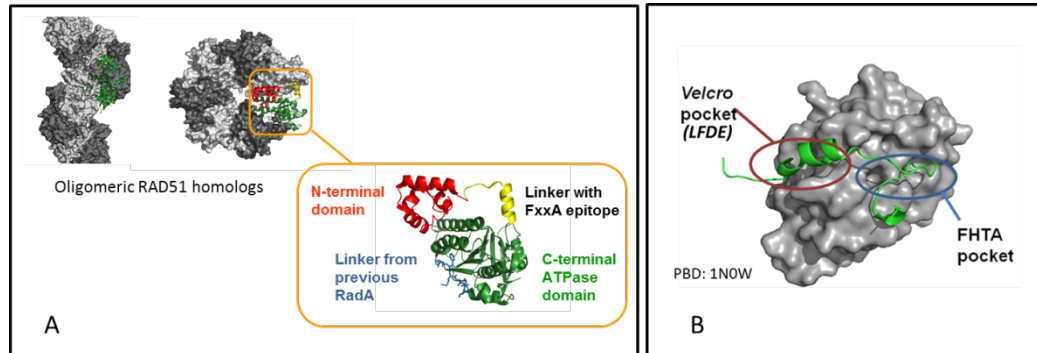 Oligomeric RAD51 homologs
N-terminal
domain
Linker with
FxxA epitope
Linker from
previous
RadA
C-terminal
ATPase
domain
A
Velcro
pocket
(LFDE)
FHTA
pocket
PBD: 1N0W
B